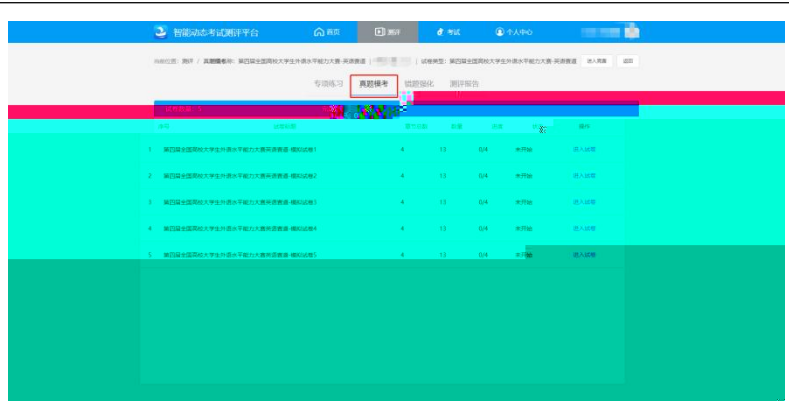 智能动态考试测评平台 首页 测评 考试 个人中心
当前位置：测评 / 真题模考 第四届全国高校大学生外语水平能力大赛-英语赛道 | 试卷类型：第四届全国高校大学生外语水平能力大赛-英语赛道 进入完善 返回
专项练习 真题模考 错题强化 测评报告
试卷数量：5
序号 试卷标题 题量 操作
1 第四届全国高校大学生外语水平能力大赛英语赛道-模拟试卷1 4 13 0/4 未开始 进入试卷
2 第四届全国高校大学生外语水平能力大赛英语赛道-模拟试卷2 4 13 0/4 未开始 进入试卷
3 第四届全国高校大学生外语水平能力大赛英语赛道-模拟试卷3 4 13 0/4 未开始 进入试卷
4 第四届全国高校大学生外语水平能力大赛英语赛道-模拟试卷4 4 13 0/4 未开始 进入试卷
5 第四届全国高校大学生外语水平能力大赛英语赛道-模拟试卷5 4 13 0/4 未开始 进入试卷